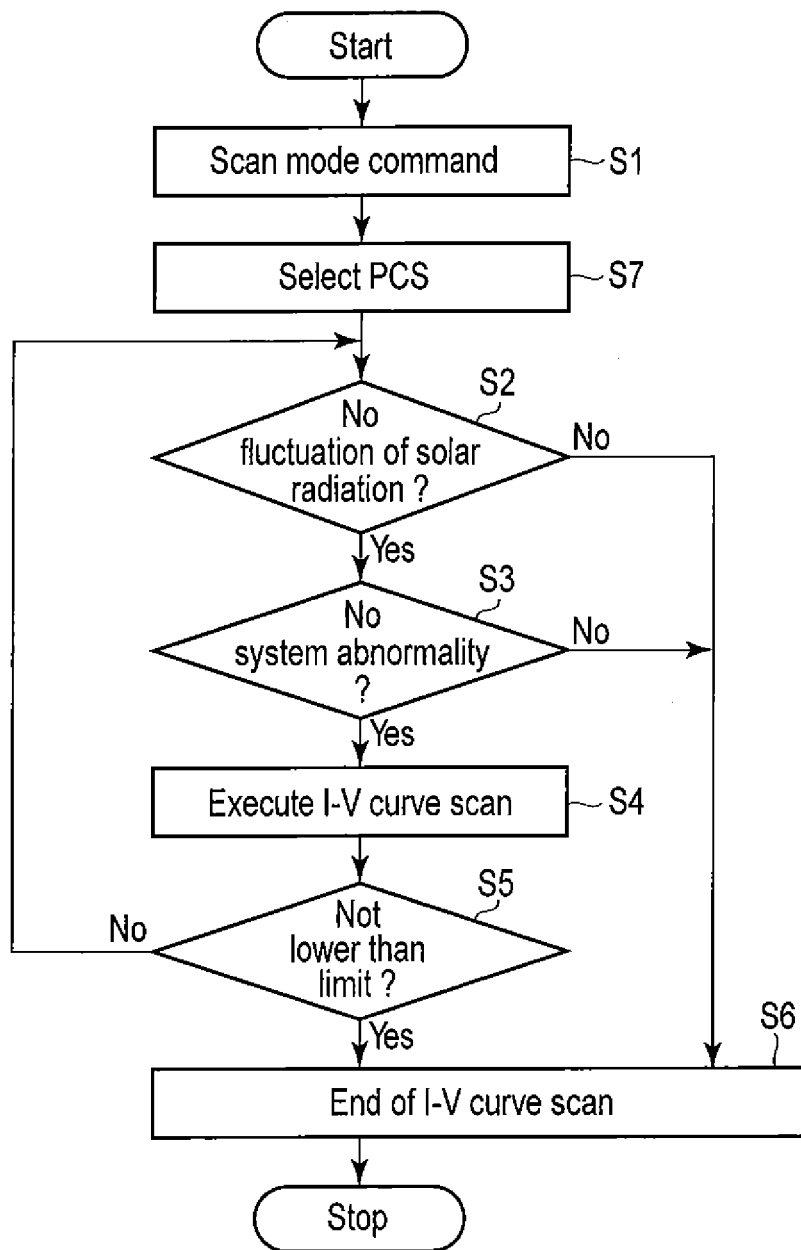 Start
Scan mode command
S1
Select PCS
S7
S2
No
fluctuation of solar
radiation ?
No
Yes
S3
No
system abnormality
?
No
Yes
Execute I-V curve scan
S4
S5
Not
lower than
limit ?
No
Yes
S6
End of I-V curve scan
Stop